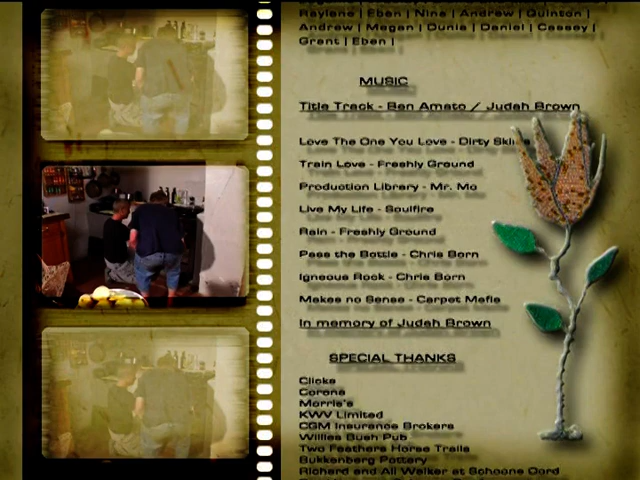 Raylene | Eben | Nina | Andrew | Quinton |
Andrew | Megan | Dunia | Daniel | Cassey |
Grant | Eben |
MUSIC
Title Track - Ben Amato / Judah Brown
Love The One You Love - Dirty Skirts
Train Love - Freshly Ground
Production Library - Mr. Mo
Live My Life - Soulfire
Rain - Freshly Ground
Pass the Bottle - Chris Born
Igneous Rock - Chris Born
Makes no Sense - Carpet Mafia
In memory of Judah Brown
SPECIAL THANKS
Clicks
Corona
Morris's
KWV Limited
CGM Insurance Brokers
Willies Bush Pub
Two Feathers Horse Trails
Bukkenberg Pottery
Richard and Ali Walker at Schoone Oord